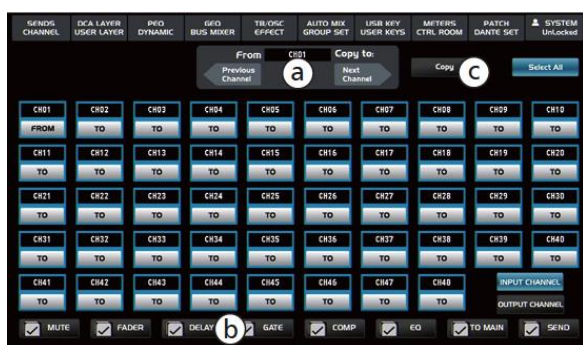 SENDS DCA LAYER PEQ GEQ TB/OSC AUTO MIX USB KEY METERS PATCH SYSTEM
CHANNEL USER LAYER DYNAMIC BUS MIXER EFFECT GROUP SET USER KEYS CTRL ROOM DANTE SET UnLocked
From CH01 Copy to:
Previous Channel a Next Channel
Copy c Select All
CH01 CH02 CH03 CH04 CH05 CH06 CH07 CH08 CH09 CH10
FROM TO TO TO TO TO TO TO TO TO
CH11 CH12 CH13 CH14 CH15 CH16 CH17 CH18 CH19 CH20
TO TO TO TO TO TO TO TO TO TO
CH21 CH22 CH23 CH24 CH25 CH26 CH27 CH28 CH29 CH30
TO TO TO TO TO TO TO TO TO TO
CH31 CH32 CH33 CH34 CH35 CH36 CH37 CH38 CH39 CH40
TO TO TO TO TO TO TO TO TO TO
CH41 CH42 CH43 CH44 CH45 CH46 CH47 CH48 INPUT CHANNEL
TO TO TO TO TO TO TO TO OUTPUT CHANNEL
MUTE FADER DELAY b GATE COMP EQ TO MAIN SEND